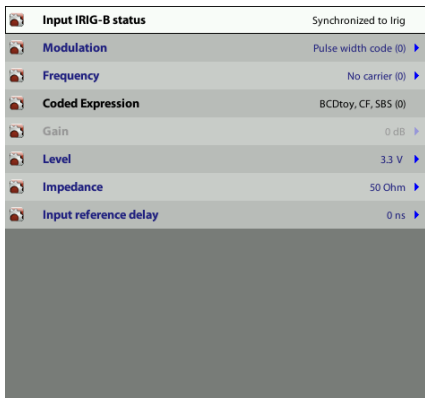 Input IRIG-B status Synchronized to Irig
Modulation Pulse width code (0)
Frequency No carrier (0)
Coded Expression BCDtoy, CF, SBS (0)
Gain 0 dB
Level 3.3 V
Impedance 50 Ohm
Input reference delay 0 ns